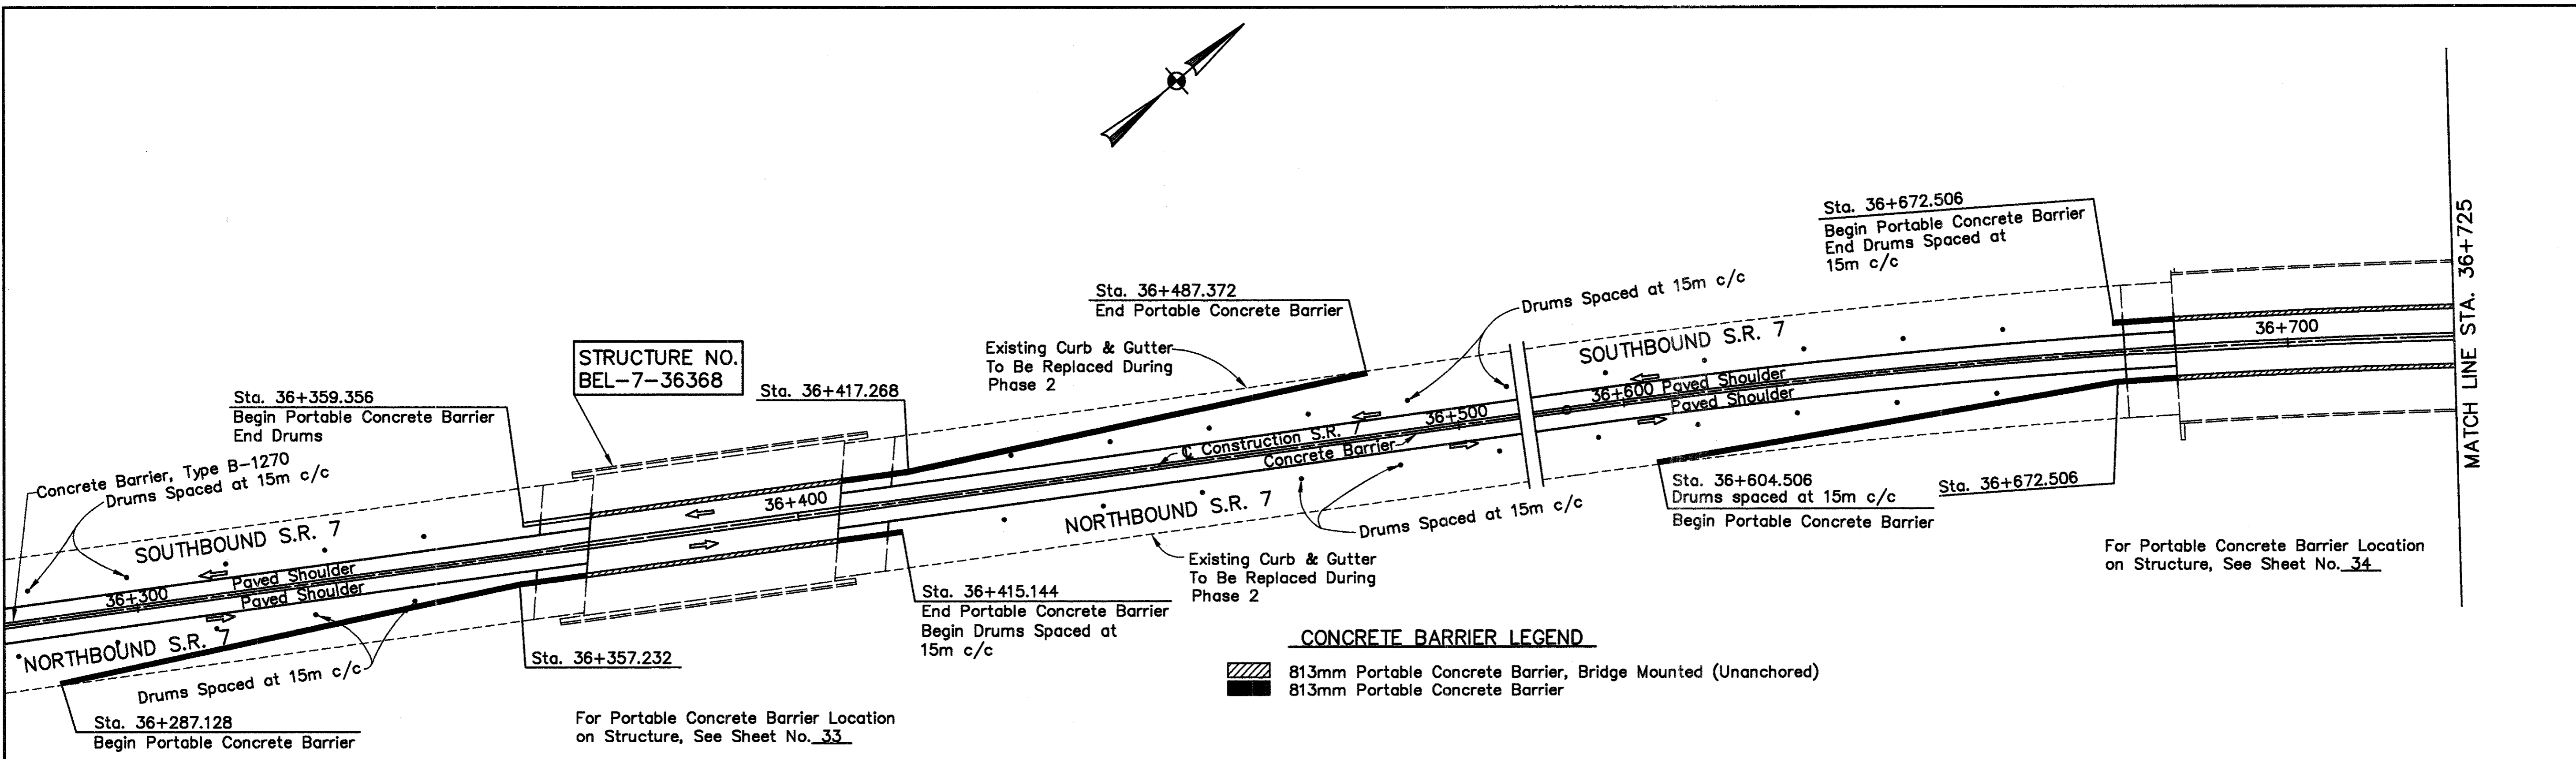 Sta. 36+672.506
Begin Portable Concrete Barrier
End Drums Spaced at
15m c/c
MATCH LINE STA. 36+725
Sta. 36+487.372
End Portable Concrete Barrier
Drums Spaced at 15m c/c
Existing Curb & Gutter
To Be Replaced During
Phase 2
STRUCTURE NO.
BEL-7-36368
Sta. 36+417.268
Sta. 36+359.356
Begin Portable Concrete Barrier
End Drums
Concrete Barrier, Type B-1270
Drums Spaced at 15m c/c
SOUTHBOUND S.R. 7
SOUTHBOUND S.R. 7
36+700
36+600
Paved Shoulder
Paved Shoulder
36+500
℄ Construction S.R. 7
Concrete Barrier
36+400
Paved Shoulder
36+300
Paved Shoulder
NORTHBOUND S.R. 7
NORTHBOUND S.R. 7
Drums Spaced at 15m c/c
Sta. 36+604.506
Drums spaced at 15m c/c
Begin Portable Concrete Barrier
Sta. 36+672.506
Existing Curb & Gutter
To Be Replaced During
Phase 2
Sta. 36+415.144
End Portable Concrete Barrier
Begin Drums Spaced at
15m c/c
Sta. 36+357.232
Drums Spaced at 15m c/c
Sta. 36+287.128
Begin Portable Concrete Barrier
For Portable Concrete Barrier Location
on Structure, See Sheet No. 33
For Portable Concrete Barrier Location
on Structure, See Sheet No. 34
CONCRETE BARRIER LEGEND
813mm Portable Concrete Barrier, Bridge Mounted (Unanchored)
813mm Portable Concrete Barrier